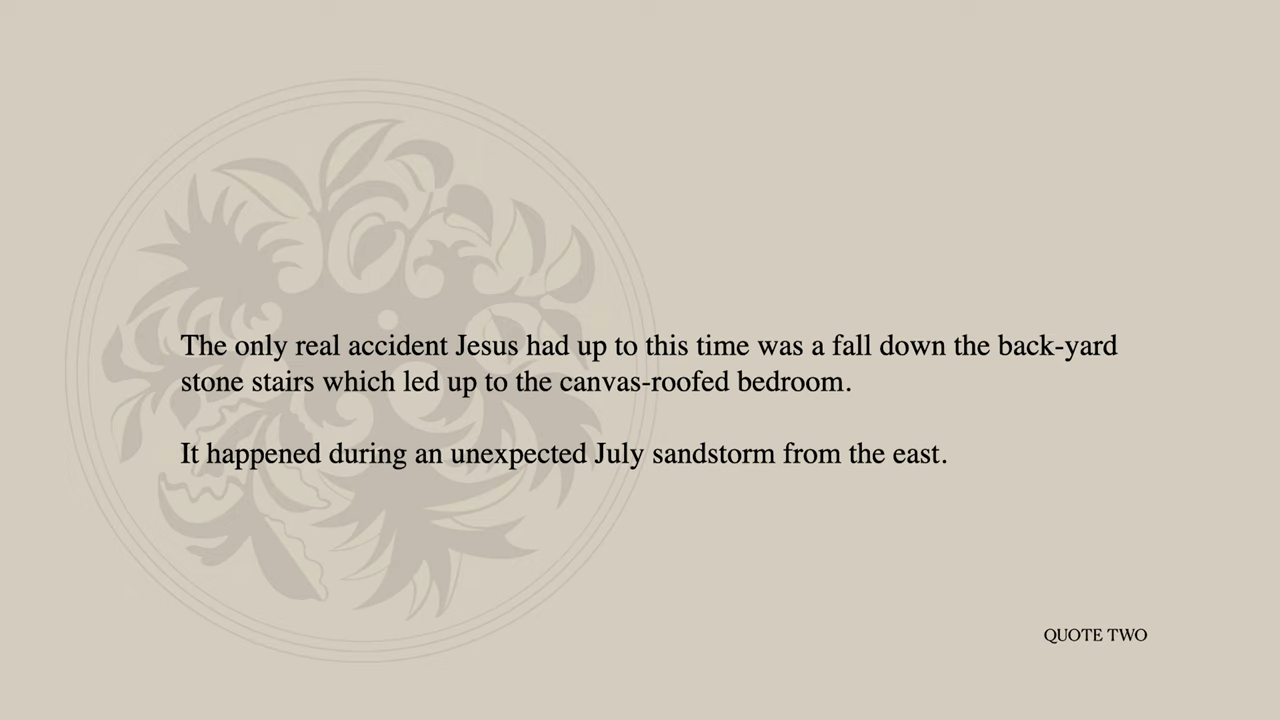 The only real accident Jesus had up to this time was a fall down the back-yard
stone stairs which led up to the canvas-roofed bedroom.
It happened during an unexpected July sandstorm from the east.
QUOTE TWO